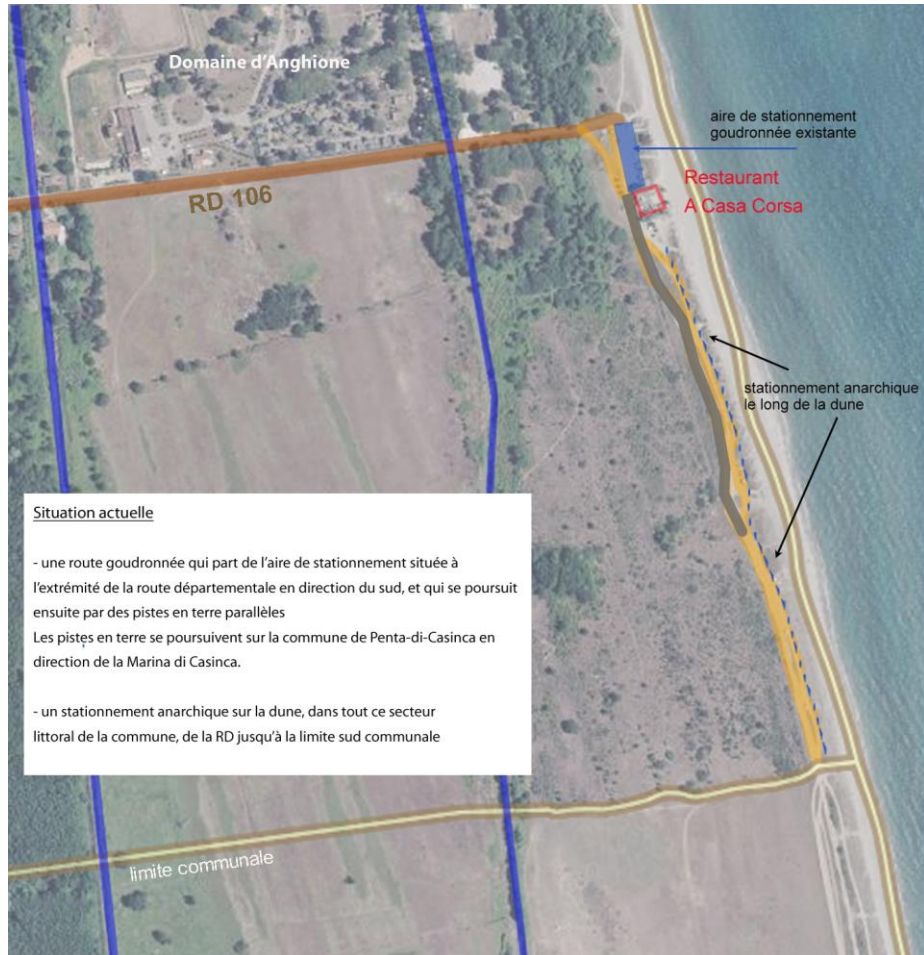 Domaine d'Anghione
aire de stationnement
goudronnée existante
RD 106
Restaurant
A Casa Corsa
stationnement anarchique
le long de la dune
Situation actuelle
- une route goudronnée qui part de l'aire de stationnement située à
l'extrémité de la route départementale en direction du sud, et qui se poursuit
ensuite par des pistes en terre parallèles
Les pistes en terre se poursuivent sur la commune de Penta-di-Casinca en
direction de la Marina di Casinca.
- un stationnement anarchique sur la dune, dans tout ce secteur
littoral de la commune, de la RD jusqu'à la limite sud communale
limite communale